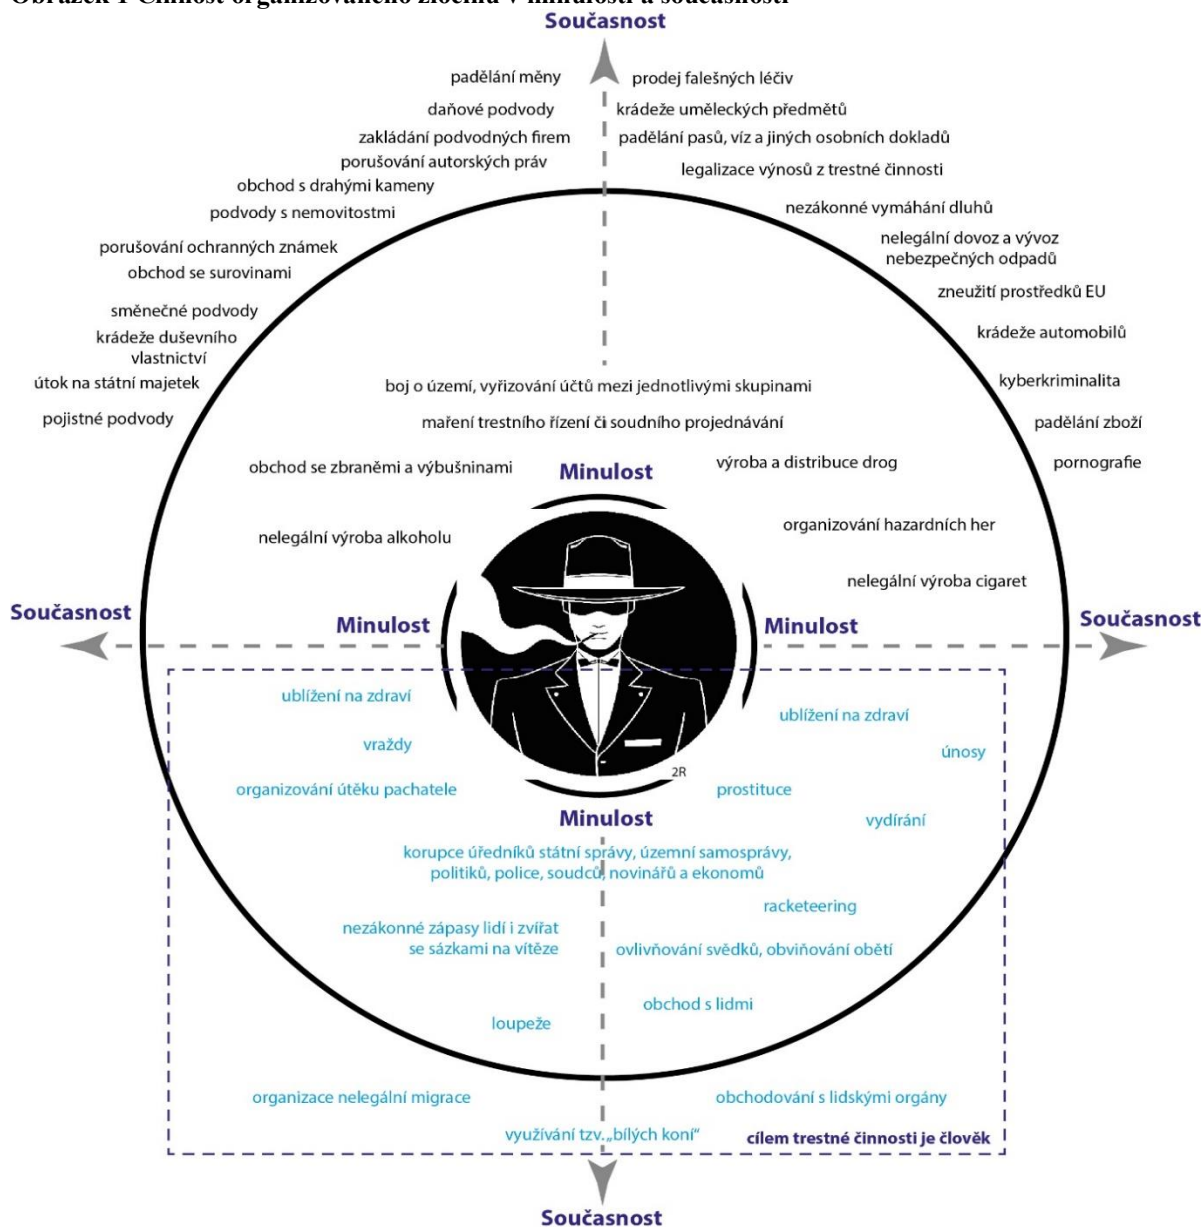 Obrázek 1 Činnost organizovaného zločinu v minulosti a současnosti
Současnost
padělání měny
prodej falešných léčiv
daňové podvody
krádeže uměleckých předmětů
zakládání podvodných firem
padělání pasů, víz a jiných osobních dokladů
porušování autorských práv
legalizace výnosů z trestné činnosti
obchod s drahými kameny
podvody s nemovitostmi
nezákonné vymáhání dluhů
porušování ochranných známek
nelegální dovoz a vývoz
nebezpečných odpadů
obchod se surovinami
zneužití prostředků EU
směnečné podvody
krádeže duševního
vlastnictví
krádeže automobilů
útok na státní majetek
kyberkriminalita
boj o území, vyřizování účtů mezi jednotlivými skupinami
pojistné podvody
maření trestního řízení či soudního projednávání
padělání zboží
obchod se zbraněmi a výbušninami
výroba a distribuce drog
pornografie
Minulost
nelegální výroba alkoholu
organizování hazardních her
nelegální výroba cigaret
Současnost
Minulost
Minulost
Současnost
ublížení na zdraví
ublížení na zdraví
vraždy
únosy
2R
organizování útěku pachatele
prostituce
Minulost
vydírání
korupce úředníků státní správy, územní samosprávy,
politiků, police, soudců, novinářů a ekonomů
racketeering
nezákonné zápasy lidí i zvířat
se sázkami na vítěze
ovlivňování svědků, obviňování obětí
obchod s lidmi
loupeže
organizace nelegální migrace
obchodování s lidskými orgány
využívání tzv. „bílých koní“
cílem trestné činnosti je člověk
Současnost